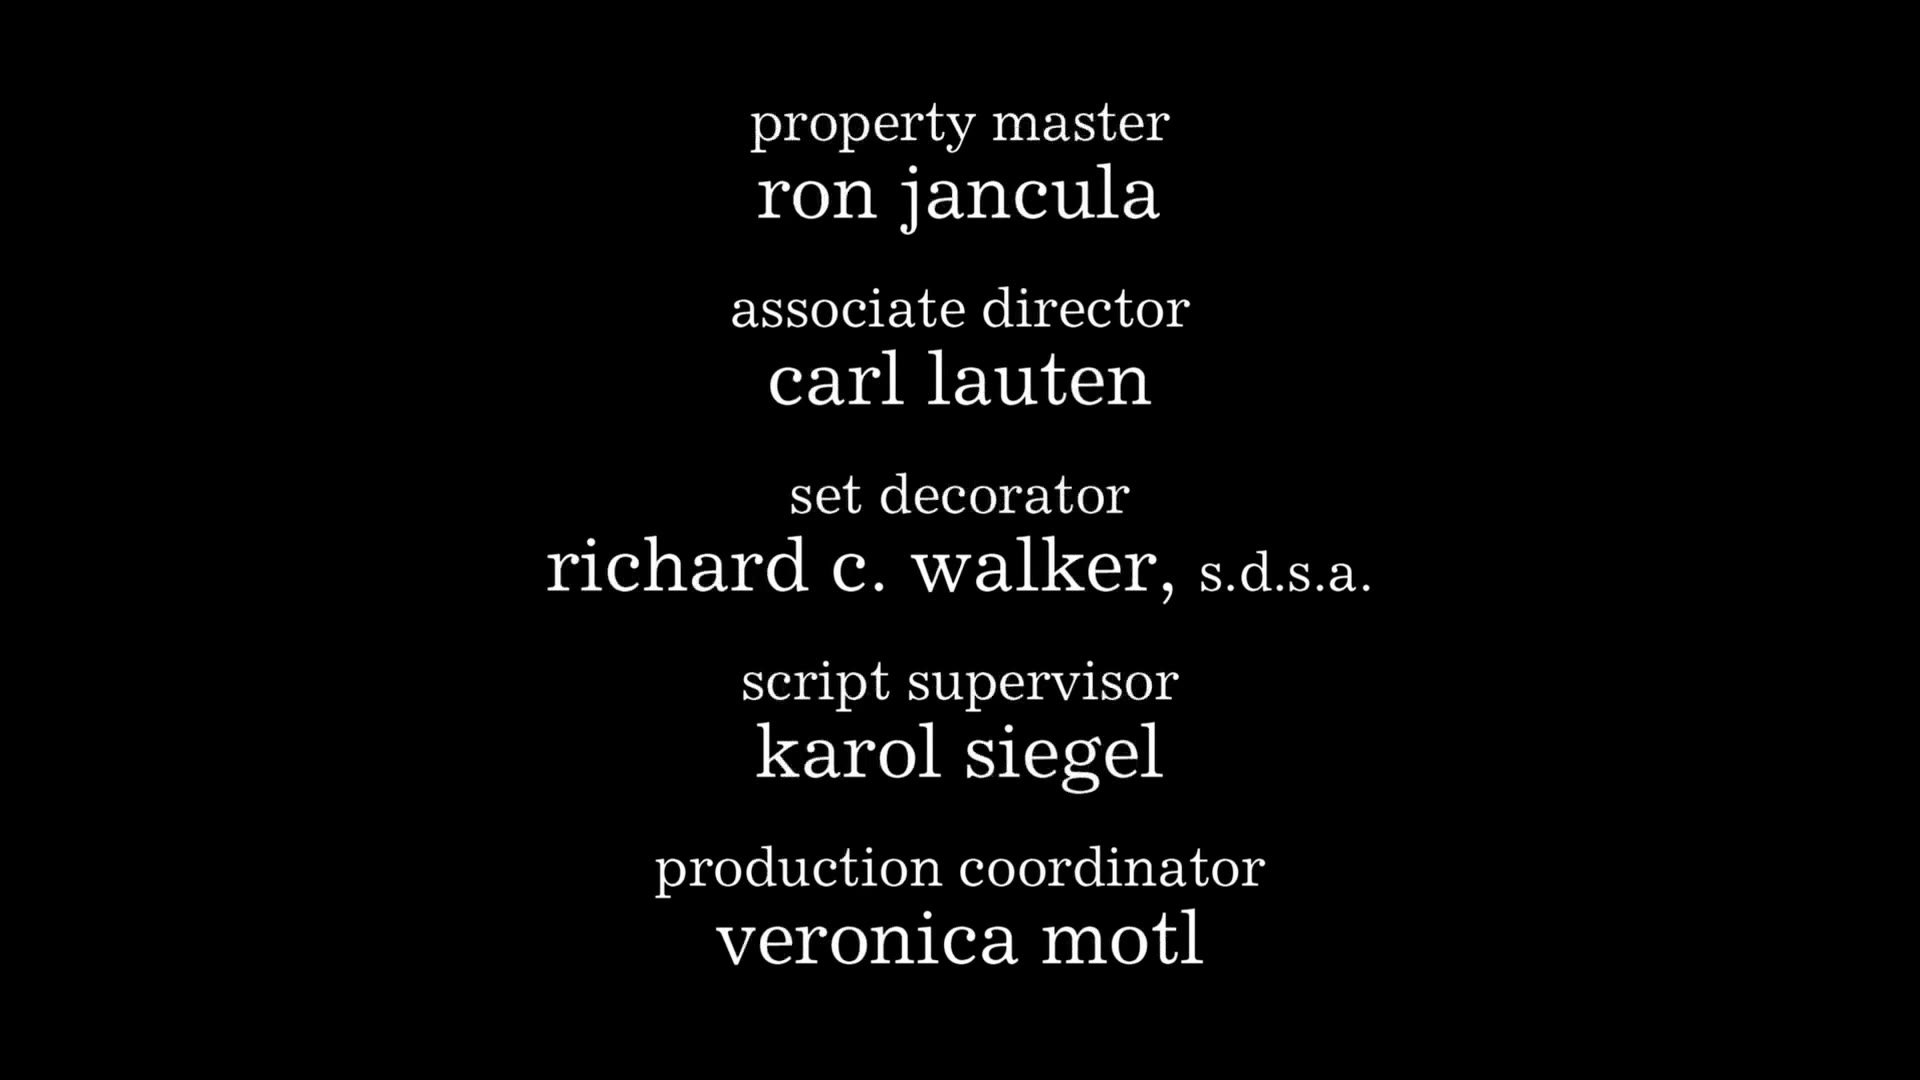 property master
ron jancula
associate director
carl lauten
set decorator
richard c. walker, s.d.s.a.
script supervisor
karol siegel
production coordinator
veronica motl